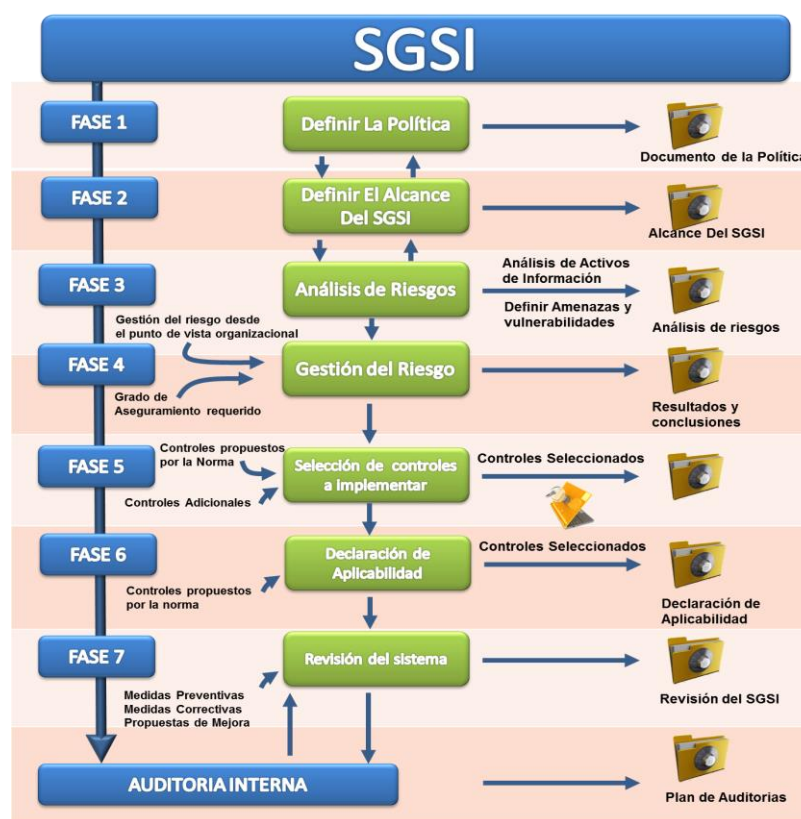 SGSI
FASE 1
Definir La Política
Documento de la Política
FASE 2
Definir El Alcance
Del SGSI
Alcance Del SGSI
FASE 3
Análisis de Riesgos
Análisis de Activos
de Información
Definir Amenazas y
vulnerabilidades
Análisis de riesgos
Gestión del riesgo desde
el punto de vista organizacional
FASE 4
Gestión del Riesgo
Grado de
Aseguramiento requerido
Resultados y
conclusiones
Controles propuestos
por la Norma
FASE 5
Selección de controles
a implementar
Controles Seleccionados
Controles Adicionales
FASE 6
Declaración de
Aplicabilidad
Controles Seleccionados
Controles propuestos
por la norma
Declaración de
Aplicabilidad
FASE 7
Revisión del sistema
Medidas Preventivas
Medidas Correctivas
Propuestas de Mejora
Revisión del SGSI
AUDITORIA INTERNA
Plan de Auditorias